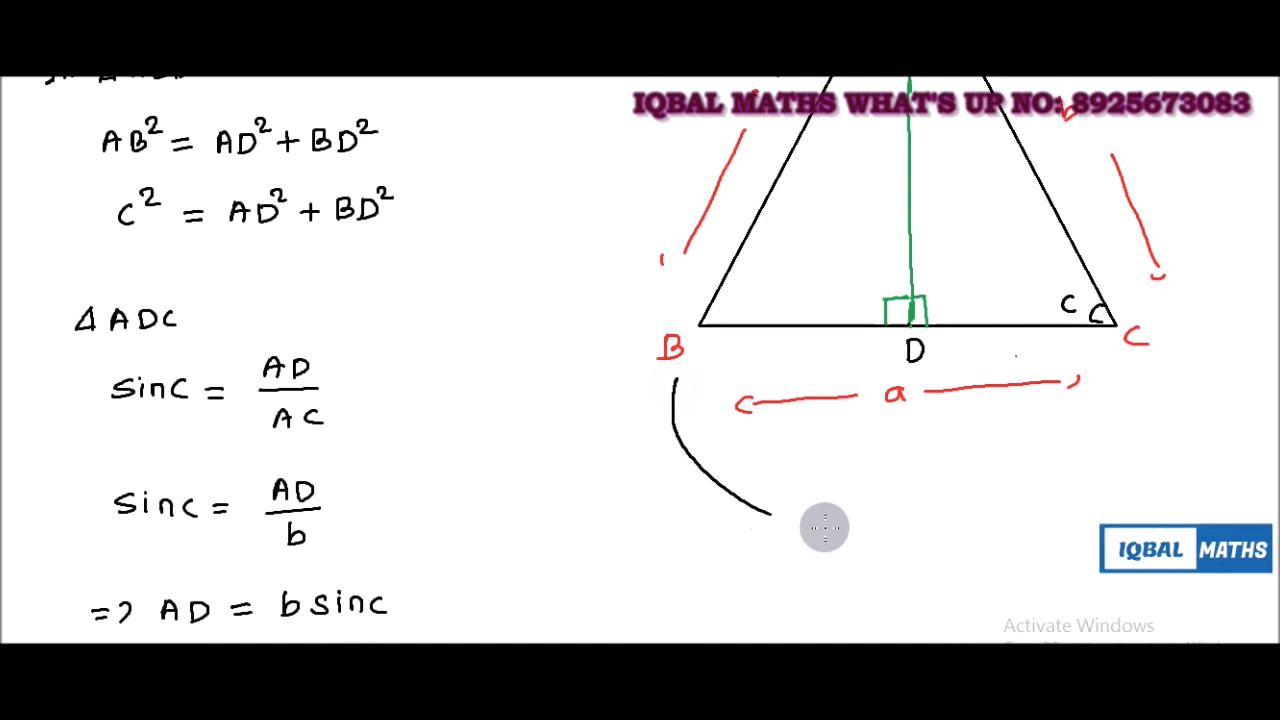 IQBAL MATHS WHAT'S UP NO: 8925673083
AB² = AD² + BD²
C² = AD² + BD²
Δ ADC
sinC = AD/AC
sinc = AD/b
=> AD = b sinc
b
C
B
D
C
a
IQBAL MATHS
Activate Windows